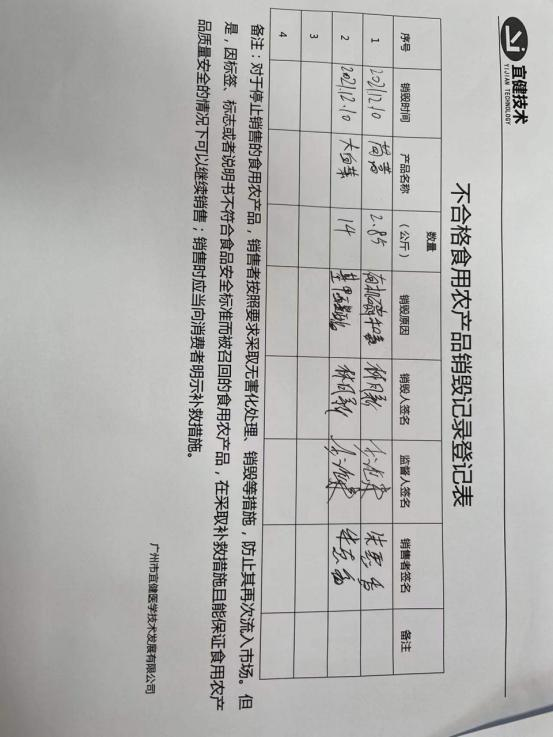 宜健技术
YIJIAN TECHNOLOGY
不合格食用农产品销毁记录登记表
序号 销毁时间 产品名称 数量（公斤） 销毁原因 销毁人签名 监督人签名 销售者签名 备注
1 2021.12.10 茼蒿 2.85
2 2021.12.10 大白菜 14
3
4
备注：对于停止销售的食用农产品，销售者按照要求采取无害化处理、销毁等措施，防止其再次流入市场。但
是，因标签、标志或者说明书不符合食品安全标准而被召回的食用农产品，在采取补救措施且能保证食用农产
品质量安全的情况下可以继续销售；销售时应当向消费者明示补救措施。
广州市宜健医学技术发展有限公司